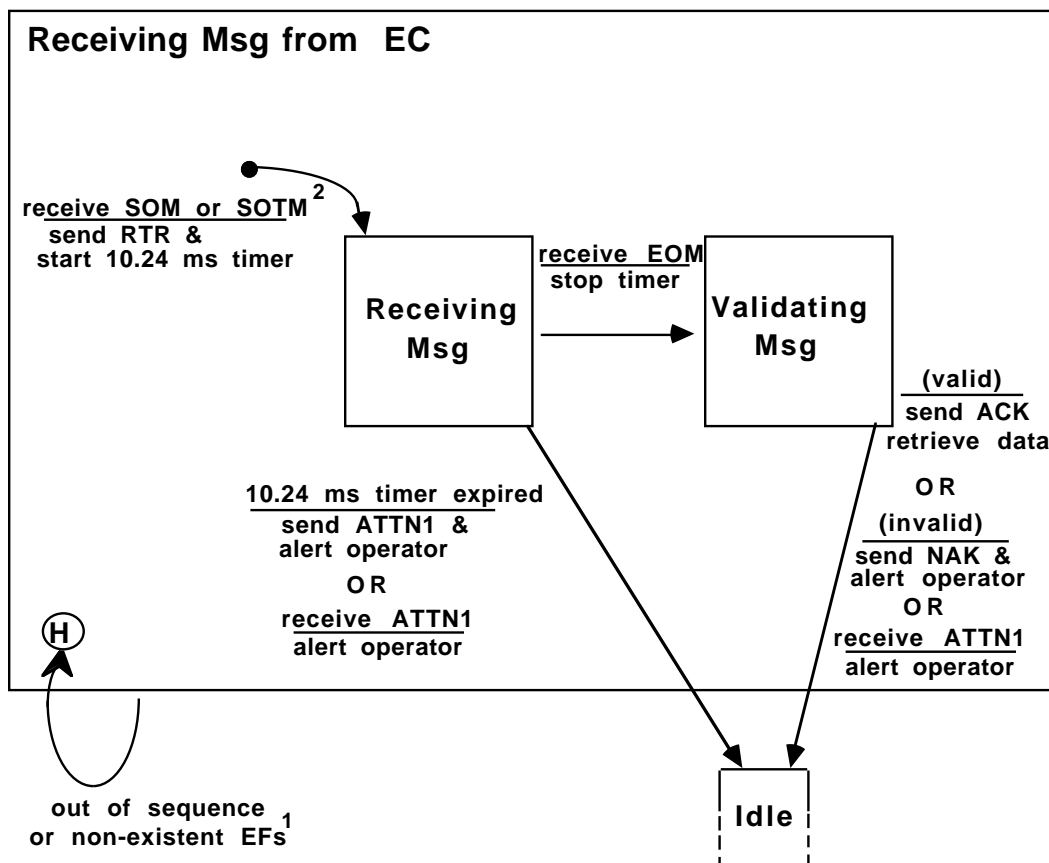 Receiving Msg from EC
receive SOM or SOTM 2
send RTR &
start 10.24 ms timer
Receiving
Msg
receive EOM
stop timer
Validating
Msg
(valid)
send ACK
retrieve data
OR
(invalid)
send NAK &
alert operator
OR
receive ATTN1
alert operator
10.24 ms timer expired
send ATTN1 &
alert operator
OR
receive ATTN1
alert operator
H
out of sequence
or non-existent EFs 1
Idle